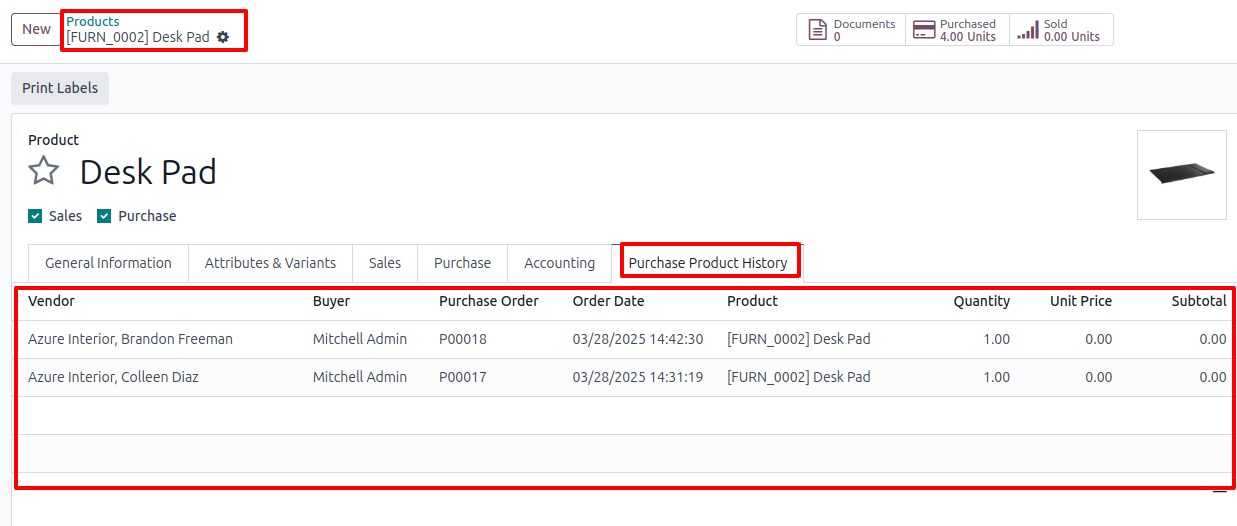 New
Products
[FURN_0002] Desk Pad
Documents
0
Purchased
4.00 Units
Sold
0.00 Units
Print Labels
Product
Desk Pad
Sales Purchase
General Information Attributes & Variants Sales Purchase Accounting Purchase Product History
Vendor Buyer Purchase Order Order Date Product Quantity Unit Price Subtotal
Azure Interior, Brandon Freeman Mitchell Admin P00018 03/28/2025 14:42:30 [FURN_0002] Desk Pad 1.00 0.00 0.00
Azure Interior, Colleen Diaz Mitchell Admin P00017 03/28/2025 14:31:19 [FURN_0002] Desk Pad 1.00 0.00 0.00